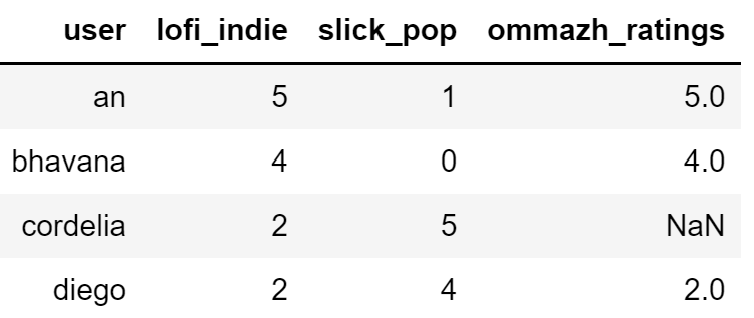 user lofi_indie slick_pop ommazh_ratings
an 5 1 5.0
bhavana 4 0 4.0
cordelia 2 5 NaN
diego 2 4 2.0